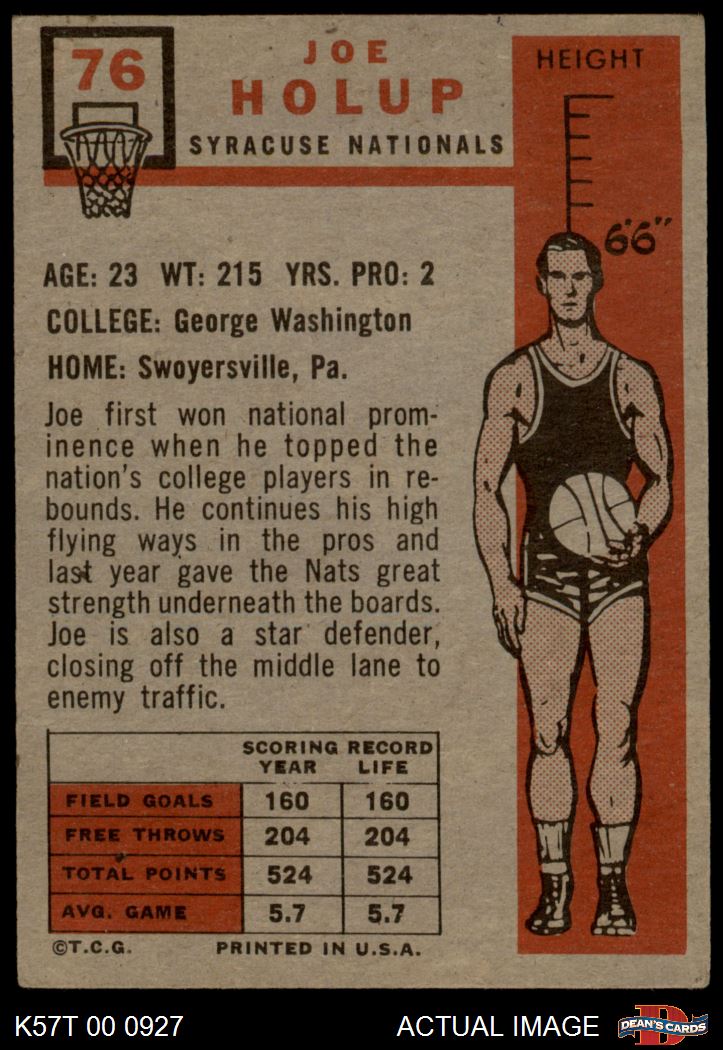 76
JOE
HOLUP
SYRACUSE NATIONALS
HEIGHT
6'6"
AGE: 23 WT: 215 YRS. PRO: 2
COLLEGE: George Washington
HOME: Swoyersville, Pa.
Joe first won national prom-
inence when he topped the
nation's college players in re-
bounds. He continues his high
flying ways in the pros and
last year gave the Nats great
strength underneath the boards.
Joe is also a star defender,
closing off the middle lane to
enemy traffic.
SCORING RECORD
YEAR LIFE
FIELD GOALS 160 160
FREE THROWS 204 204
TOTAL POINTS 524 524
AVG. GAME 5.7 5.7
©T.C.G. PRINTED IN U.S.A.
K57T 00 0927 ACTUAL IMAGE DEAN'S CARDS